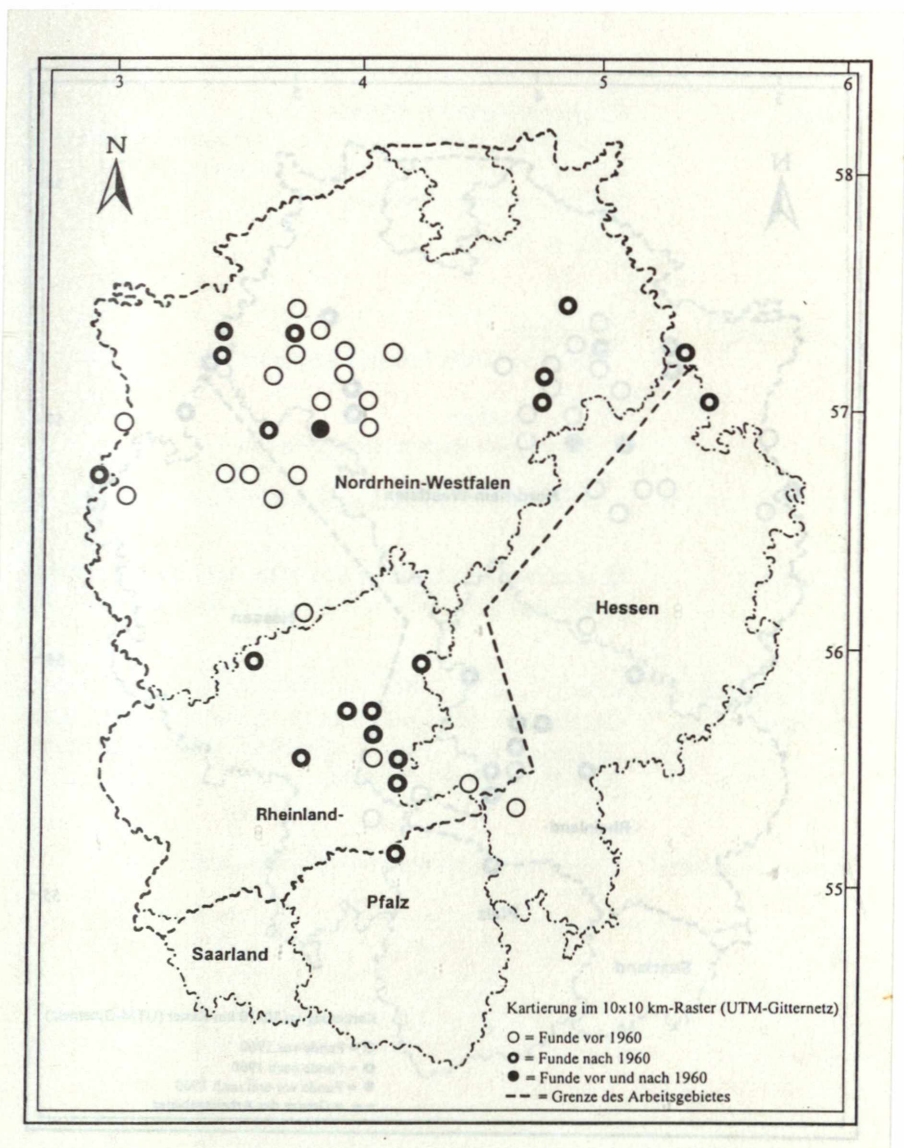 3 4 5 6
N
58
57
Nordrhein-Westfalen
Hessen
56
Rheinland-
55
Pfalz
Saarland
Kartierung im 10x10 km-Raster (UTM-Gitternetz)
= Funde vor 1960
= Funde nach 1960
= Funde vor und nach 1960
= Grenze des Arbeitsgebietes